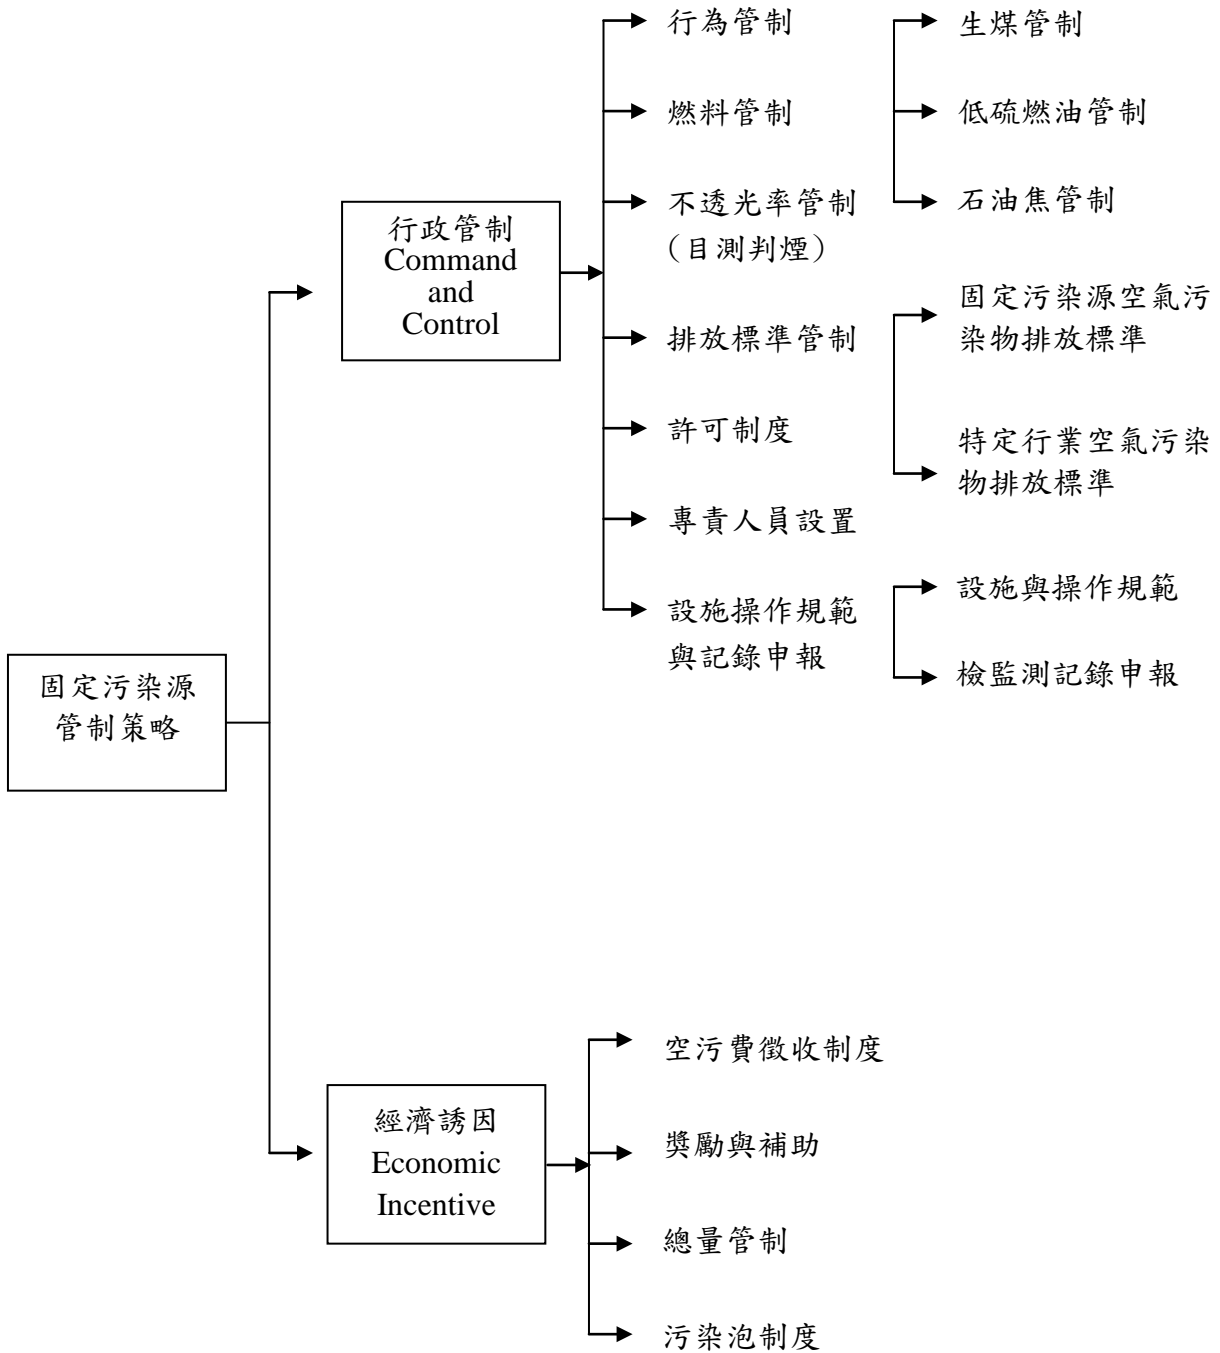 固定污染源
管制策略
行政管制
Command
and
Control
行為管制
燃料管制
不透光率管制
(目測判煙)
排放標準管制
許可制度
專責人員設置
設施操作規範
與記錄申報
生煤管制
低硫燃油管制
石油焦管制
固定污染源空氣污
染物排放標準
特定行業空氣污染
物排放標準
設施與操作規範
檢監測記錄申報
經濟誘因
Economic
Incentive
空污費徵收制度
獎勵與補助
總量管制
污染泡制度